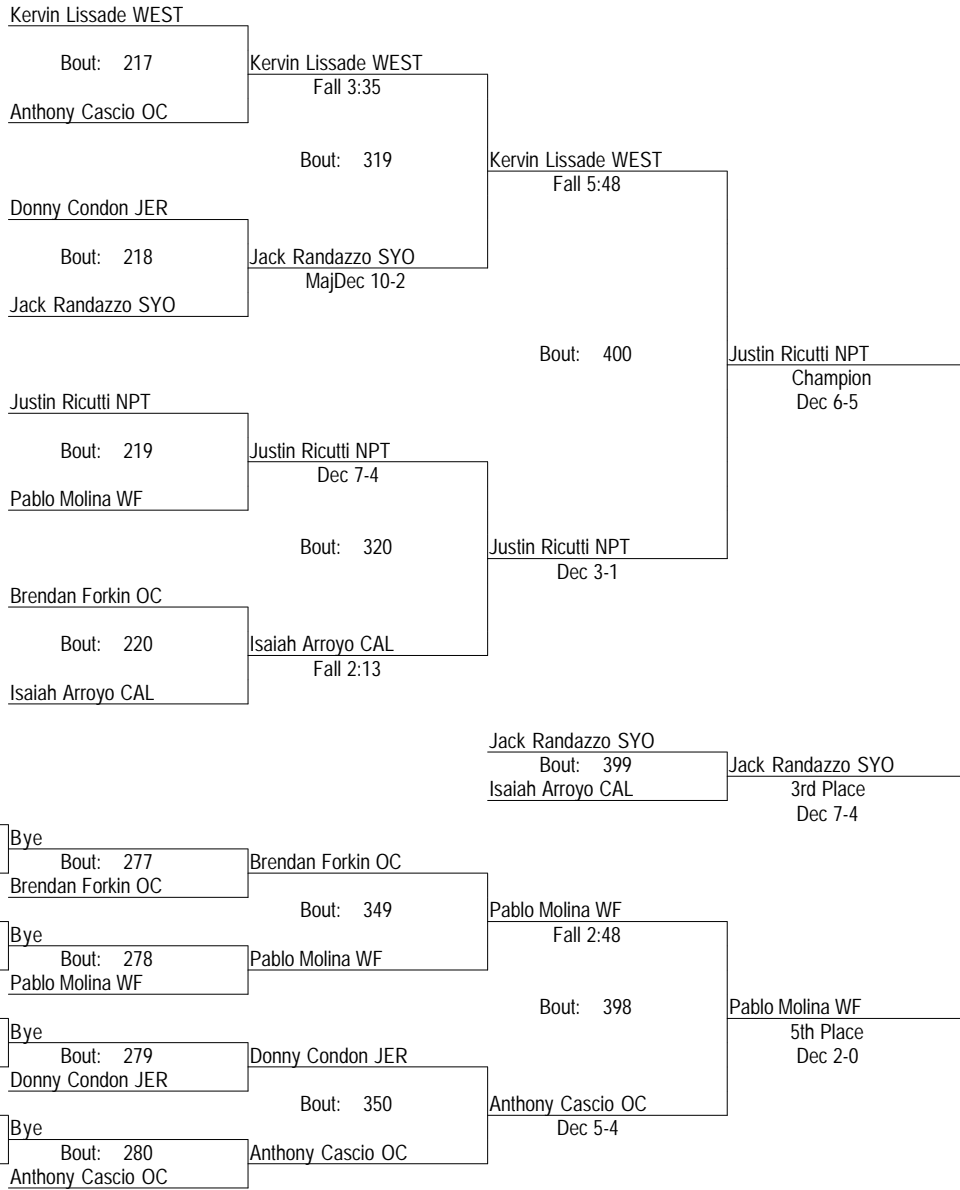 Kervin Lissade WEST
Bout: 217
Kervin Lissade WEST
Fall 3:35
Anthony Cascio OC
Bout: 319
Kervin Lissade WEST
Fall 5:48
Donny Condon JER
Bout: 218
Jack Randazzo SYO
MajDec 10-2
Jack Randazzo SYO
Bout: 400
Justin Ricutti NPT
Champion
Dec 6-5
Justin Ricutti NPT
Bout: 219
Justin Ricutti NPT
Dec 7-4
Pablo Molina WF
Bout: 320
Justin Ricutti NPT
Dec 3-1
Brendan Forkin OC
Bout: 220
Isaiah Arroyo CAL
Fall 2:13
Isaiah Arroyo CAL
Jack Randazzo SYO
Bout: 399
Jack Randazzo SYO
Isaiah Arroyo CAL
3rd Place
Dec 7-4
Bye
Bout: 277
Brendan Forkin OC
Brendan Forkin OC
Bout: 349
Pablo Molina WF
Fall 2:48
Bye
Bout: 278
Pablo Molina WF
Pablo Molina WF
Bout: 398
Pablo Molina WF
5th Place
Dec 2-0
Bye
Bout: 279
Donny Condon JER
Donny Condon JER
Bout: 350
Anthony Cascio OC
Dec 5-4
Bye
Bout: 280
Anthony Cascio OC
Anthony Cascio OC